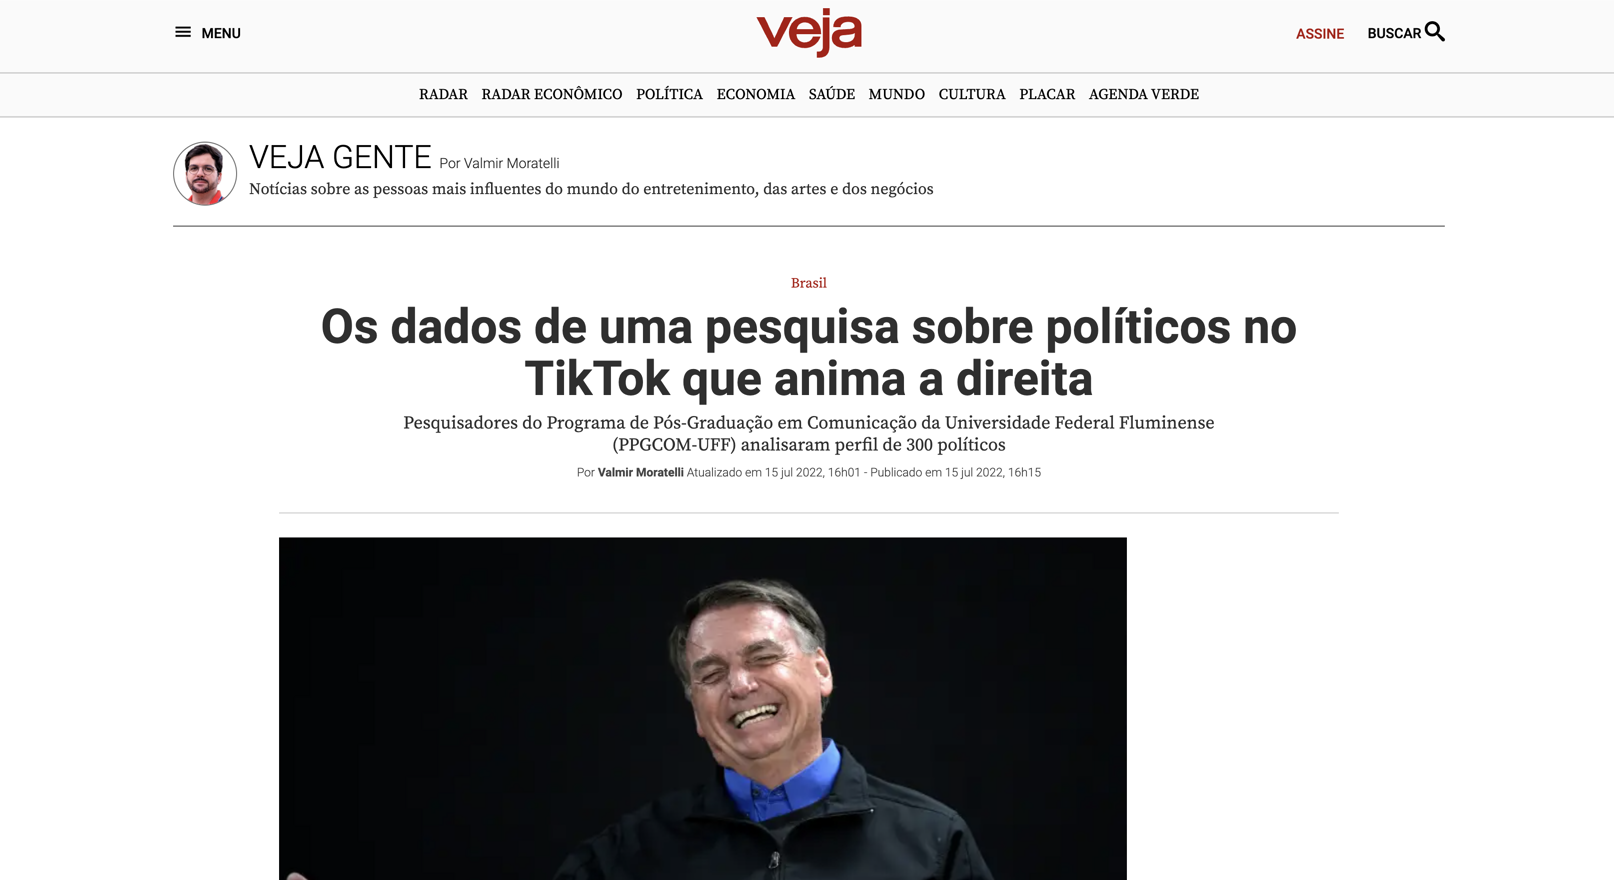 MENU
veja
ASSINE
BUSCAR
RADAR RADAR ECONÔMICO POLÍTICA ECONOMIA SAÚDE MUNDO CULTURA PLACAR AGENDA VERDE
VEJA GENTE Por Valmir Moratelli
Notícias sobre as pessoas mais influentes do mundo do entretenimento, das artes e dos negócios
Brasil
Os dados de uma pesquisa sobre políticos no
TikTok que anima a direita
Pesquisadores do Programa de Pós-Graduação em Comunicação da Universidade Federal Fluminense
(PPGCOM-UFF) analisaram perfil de 300 políticos
Por Valmir Moratelli Atualizado em 15 jul 2022, 16h01 - Publicado em 15 jul 2022, 16h15